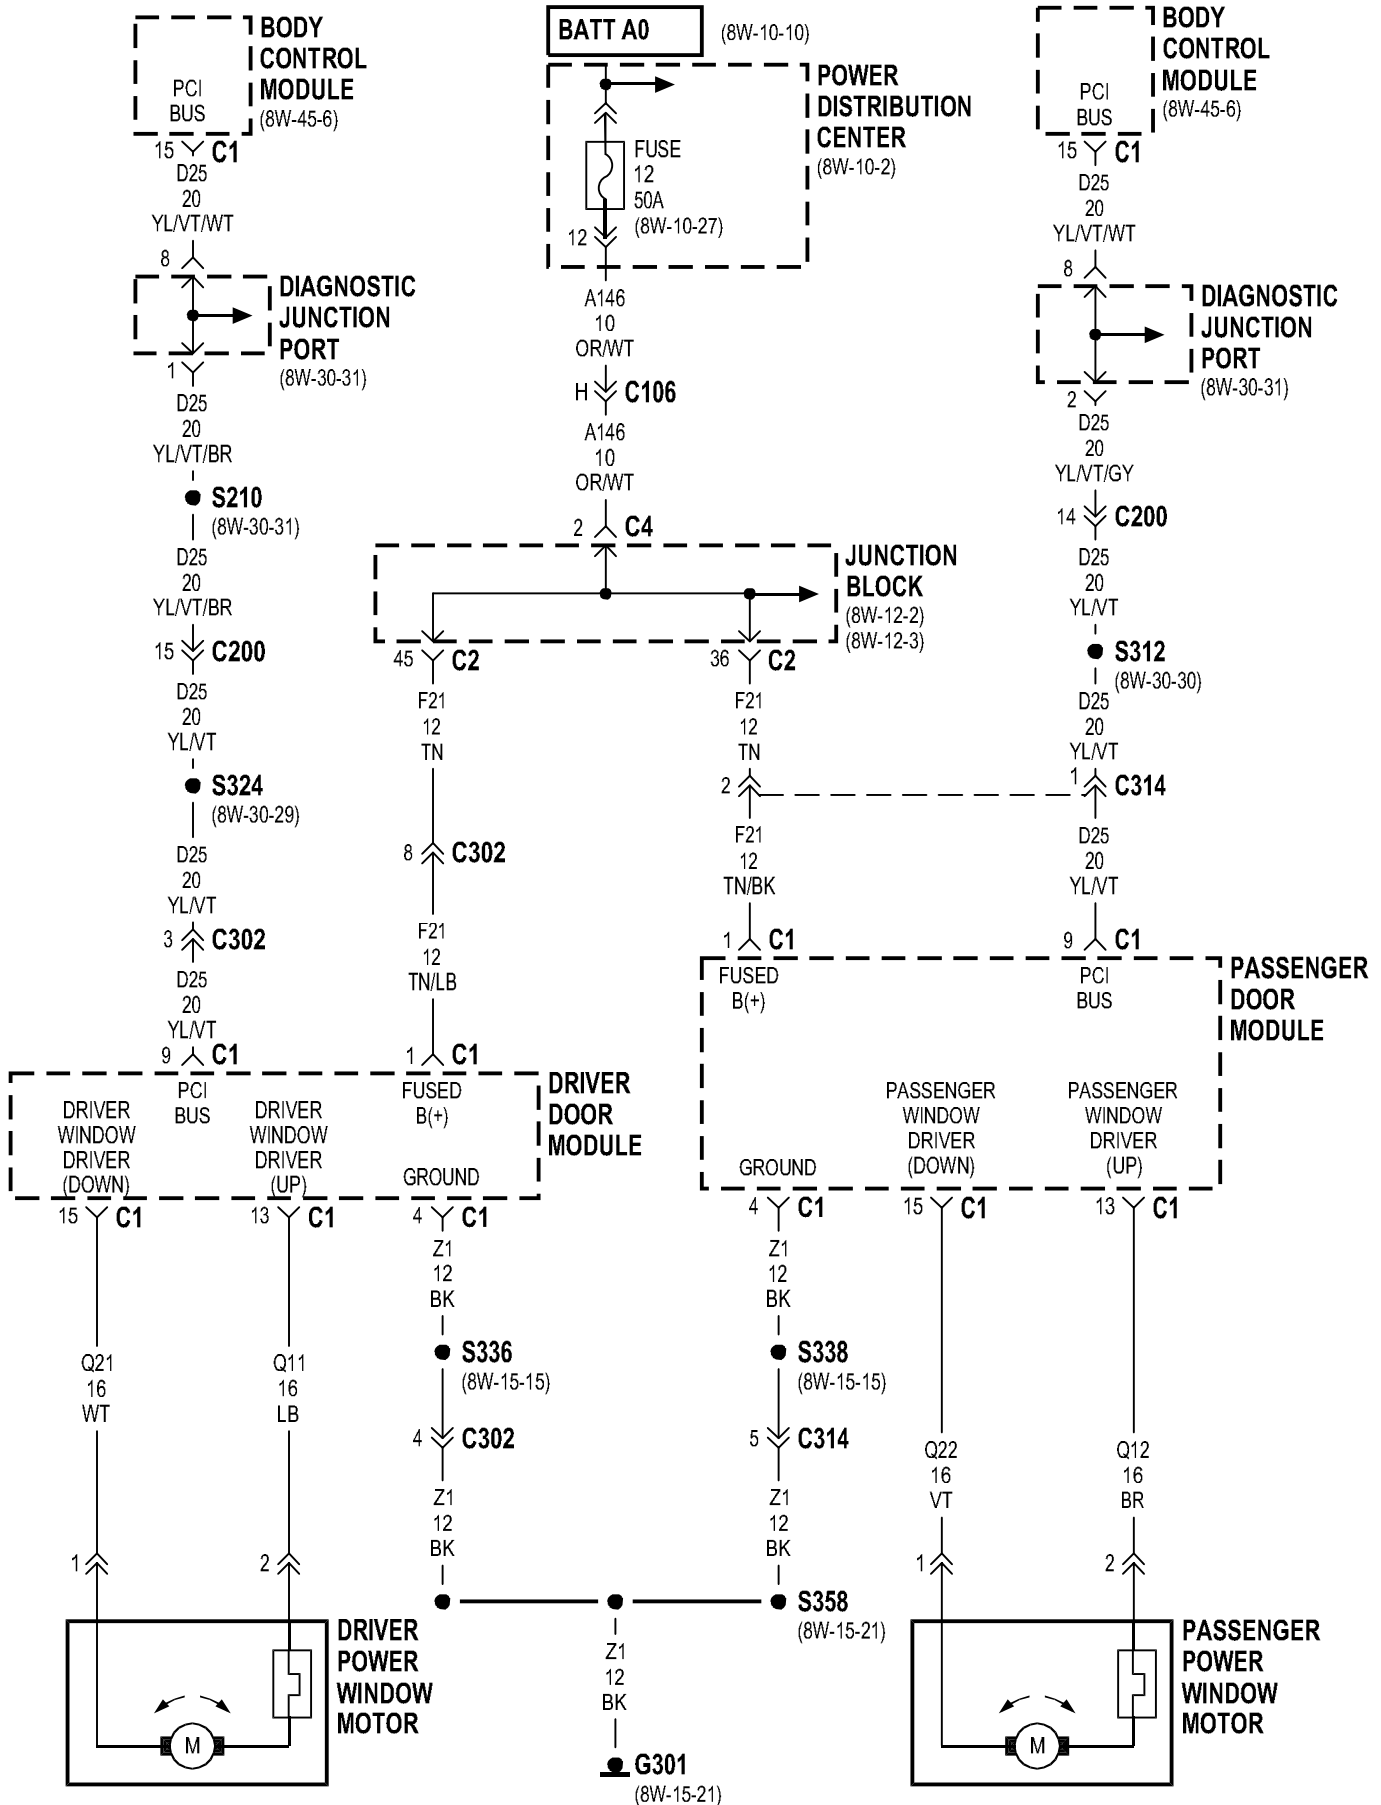 BODY
CONTROL
MODULE
(8W-45-6)
PCI
BUS
15 C1
D25
20
YL/VT/WT
8
DIAGNOSTIC
JUNCTION
PORT
(8W-30-31)
1
D25
20
YL/VT/BR
S210
(8W-30-31)
D25
20
YL/VT/BR
15 C200
D25
20
YL/VT
S324
(8W-30-29)
D25
20
YL/VT
3 C302
D25
20
YL/VT
9 C1
BATT A0 (8W-10-10)
POWER
DISTRIBUTION
CENTER
(8W-10-2)
FUSE
12
50A
(8W-10-27)
12
A146
10
OR/WT
H C106
A146
10
OR/WT
2 C4
JUNCTION
BLOCK
(8W-12-2)
(8W-12-3)
45 C2
F21
12
TN
8 C302
F21
12
TN/LB
1 C1
36 C2
F21
12
TN
2
F21
12
TN/BK
1 C1
BODY
CONTROL
MODULE
(8W-45-6)
PCI
BUS
15 C1
D25
20
YL/VT/WT
8
DIAGNOSTIC
JUNCTION
PORT
(8W-30-31)
2
D25
20
YL/VT/GY
14 C200
D25
20
YL/VT
S312
(8W-30-30)
D25
20
YL/VT
1 C314
D25
20
YL/VT
9 C1
DRIVER
DOOR
MODULE
PCI
BUS
FUSED
B(+)
DRIVER
WINDOW
DRIVER
(DOWN)
DRIVER
WINDOW
DRIVER
(UP)
GROUND
15 C1
13 C1
4 C1
Q21
16
WT
1
Q11
16
LB
2
Z1
12
BK
S336
(8W-15-15)
4 C302
Z1
12
BK
DRIVER
POWER
WINDOW
MOTOR
M
PASSENGER
DOOR
MODULE
FUSED
B(+)
PCI
BUS
GROUND
PASSENGER
WINDOW
DRIVER
(DOWN)
PASSENGER
WINDOW
DRIVER
(UP)
4 C1
15 C1
13 C1
Z1
12
BK
S338
(8W-15-15)
5 C314
Z1
12
BK
S358
(8W-15-21)
Z1
12
BK
G301
(8W-15-21)
Q22
16
VT
1
Q12
16
BR
2
PASSENGER
POWER
WINDOW
MOTOR
M